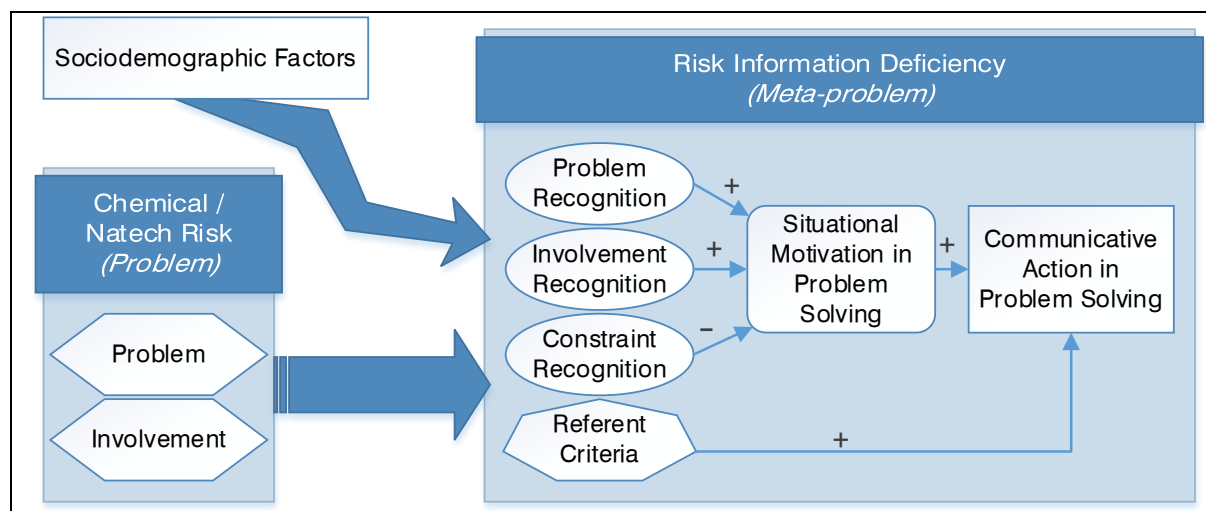 Sociodemographic Factors
Chemical /
Natech Risk
(Problem)
Problem
Involvement
Risk Information Deficiency
(Meta-problem)
Problem
Recognition
+
Involvement
Recognition
+
Constraint
Recognition
−
Referent
Criteria
+
Situational
Motivation in
Problem
Solving
+
Communicative
Action in
Problem Solving